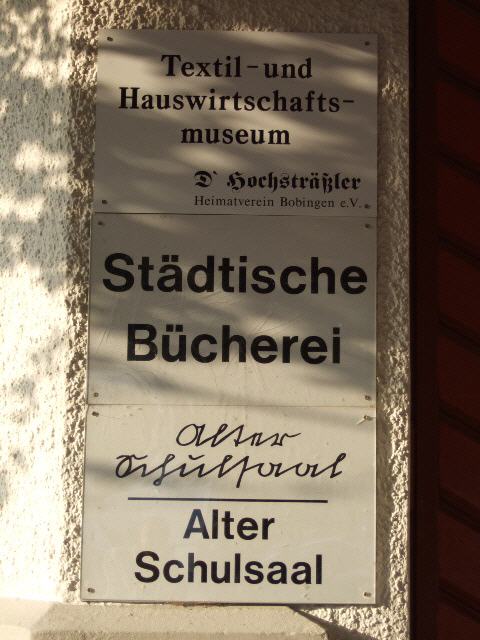 Textil- und
Hauswirtschafts-
museum
D' Hochsträßler
Heimatverein Bobingen e.V.
Städtische
Bücherei
Alter
Schulsaal
Alter
Schulsaal